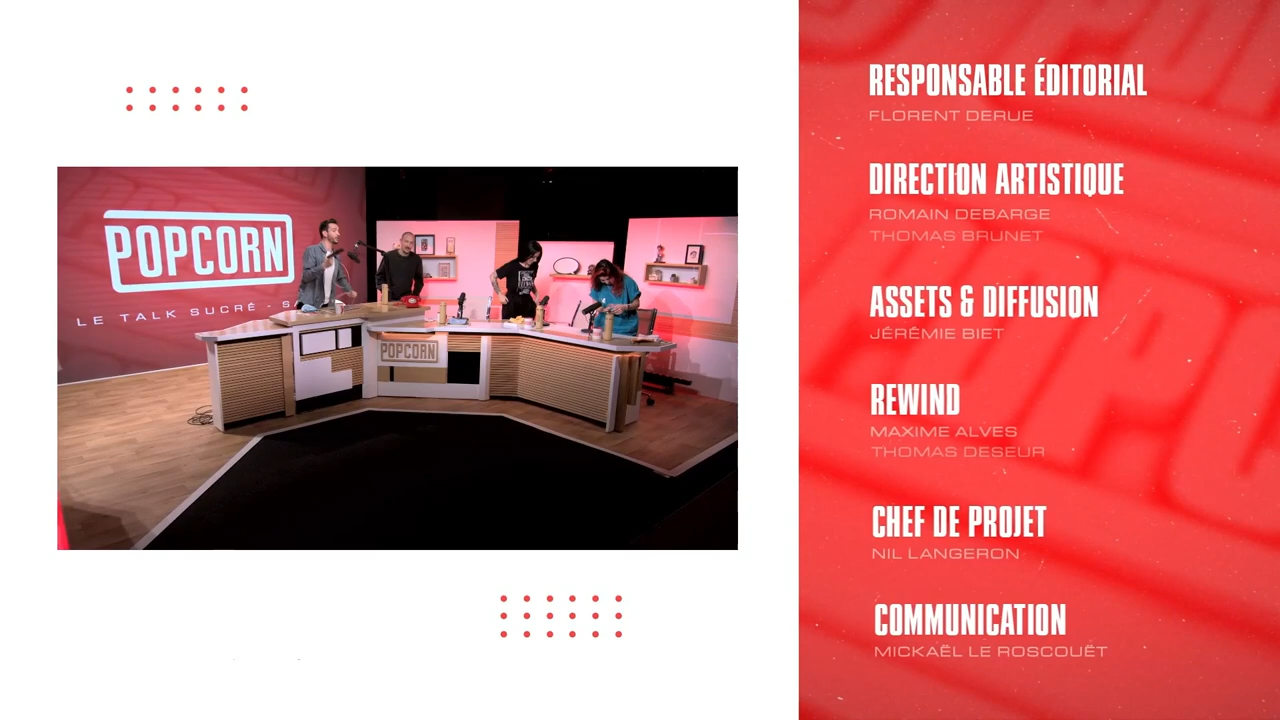 POPCORN
LE TALK SUCRÉ - S
POPCORN
RESPONSABLE ÉDITORIAL
FLORENT DERUE
DIRECTION ARTISTIQUE
ROMAIN DEBARGE
THOMAS BRUNET
ASSETS & DIFFUSION
JÉRÉMIE BIET
REWIND
MAXIME ALVES
THOMAS DESEUR
CHEF DE PROJET
NIL LANGERON
COMMUNICATION
MICKAËL LE ROSCOUËT